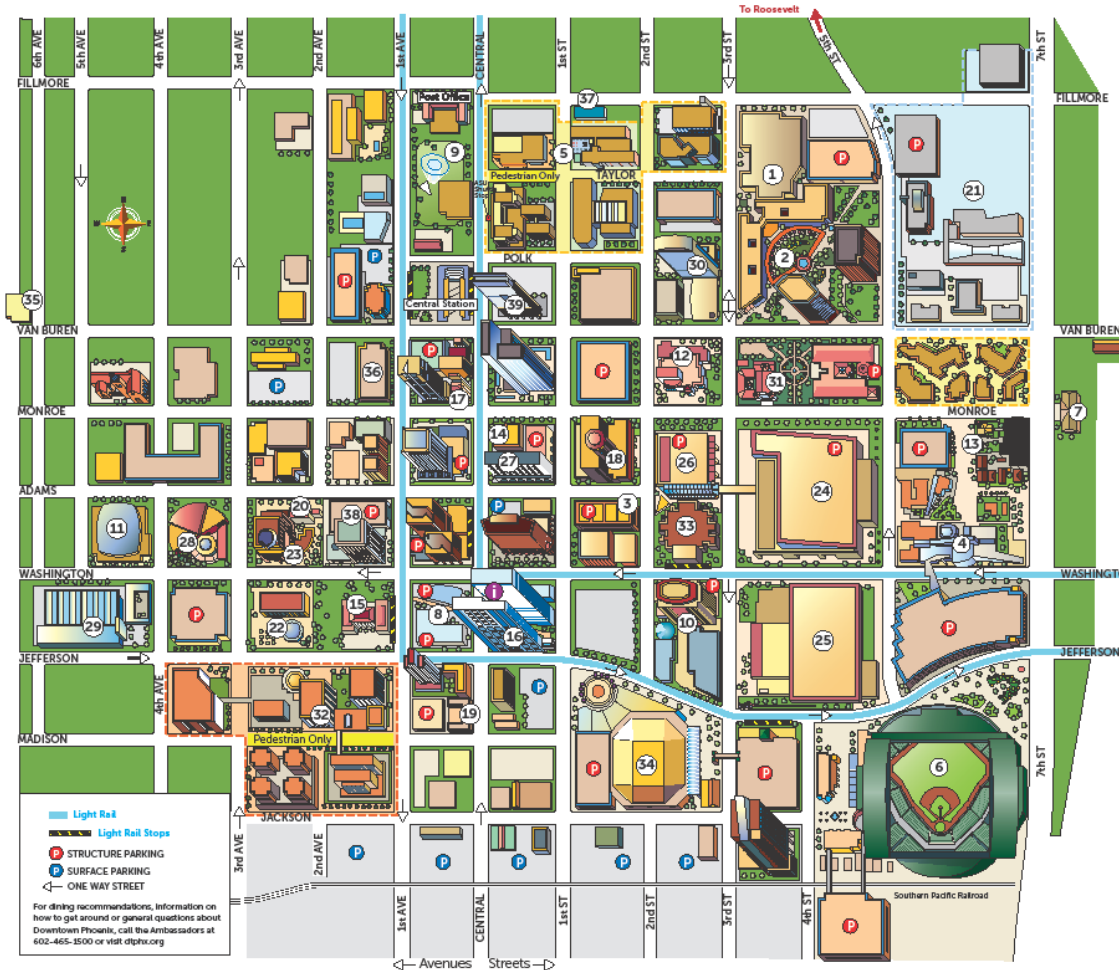 To Roosevelt
6th AVE
5th AVE
4th AVE
3rd AVE
2nd AVE
1st AVE
CENTRAL
1st ST
2nd ST
3rd ST
5th ST
7th ST
FILLMORE
FILLMORE
Post Office
37
9
5
1
P
P
21
Pedestrian Only
TAYLOR
2
POLK
P
P
30
35
Central Station
39
VAN BUREN
VAN BUREN
P
36
P
17
P
12
31
P
MONROE
MONROE
7
14
P
27
P
18
P
26
P
24
P
13
ADAMS
11
28
20
23
38
P
P
P
P
3
33
4
WASHINGTON
WASHINGT
29
P
22
15
P
8
P
i
16
P
10
25
P
JEFFERSON
JEFFERSON
4th AVE
32
P
19
P
MADISON
Pedestrian Only
P
34
P
6
7th ST
JACKSON
Light Rail
Light Rail Stops
P STRUCTURE PARKING
P SURFACE PARKING
ONE WAY STREET
For dining recommendations, information on
how to get around or general questions about
Downtown Phoenix, call the Ambassadors at
602-465-1500 or visit dtphx.org
3rd AVE
2nd AVE
P
P
P
P
P
1st AVE
CENTRAL
1st ST
2nd ST
3rd ST
4th ST
Southern Pacific Railroad
P
Avenues Streets